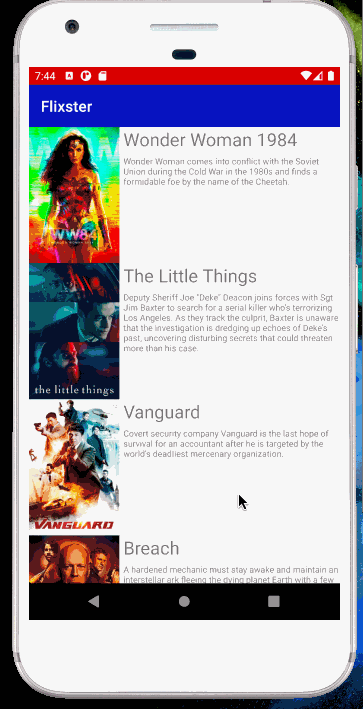 7:44
Flixster
Wonder Woman 1984
Wonder Woman comes into conflict with the Soviet
Union during the Cold War in the 1980s and finds a
formidable foe by the name of the Cheetah.
WW84
The Little Things
Deputy Sheriff Joe "Deke" Deacon joins forces with Sgt.
Jim Baxter to search for a serial killer who's terrorizing
Los Angeles. As they track the culprit, Baxter is unaware
that the investigation is dredging up echoes of Deke's
past, uncovering disturbing secrets that could threaten
more than his case.
the little things
Vanguard
Covert security company Vanguard is the last hope of
survival for an accountant after he is targeted by the
world's deadliest mercenary organization.
VANGUARD
Breach
A hardened mechanic must stay awake and maintain an
interstellar ark fleeing the dying planet Earth with a few